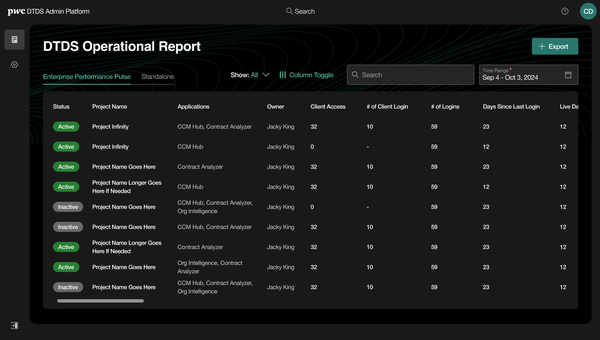 pwc DTDS Admin Platform
Search
CD
DTDS Operational Report
Export
Enterprise Performance Pulse
Standalone
Show: All
Column Toggle
Search
Time Range*
Sep 4 - Oct 3, 2024
Status Project Name Applications Owner Client Access # of Client Login # of Logins Days Since Last Login Live Da
Active Project Infinity CCM Hub, Contract Analyzer Jacky King 32 10 59 23 12
Active Project Infinity CCM Hub Jacky King 0 - 59 12 12
Active Project Name Goes Here Contract Analyzer Jacky King 32 10 59 23 12
Active Project Name Longer Goes
Here If Needed CCM Hub Jacky King 32 10 59 12 12
Inactive Project Name Goes Here CCM Hub, Contract Analyzer,
Org Intelligence Jacky King 0 - 59 23 12
Inactive Project Name Goes Here CCM Hub, Contract Analyzer Jacky King 32 10 59 23 12
Active Project Name Longer Goes
Here If Needed Contract Analyzer Jacky King 32 10 59 23 12
Active Project Name Goes Here Org Intelligence, Contract
Analyzer Jacky King 32 10 59 23 12
Inactive Project Name Goes Here CCM Hub, Contract Analyzer,
Org Intelligence Jacky King 32 10 59 23 12